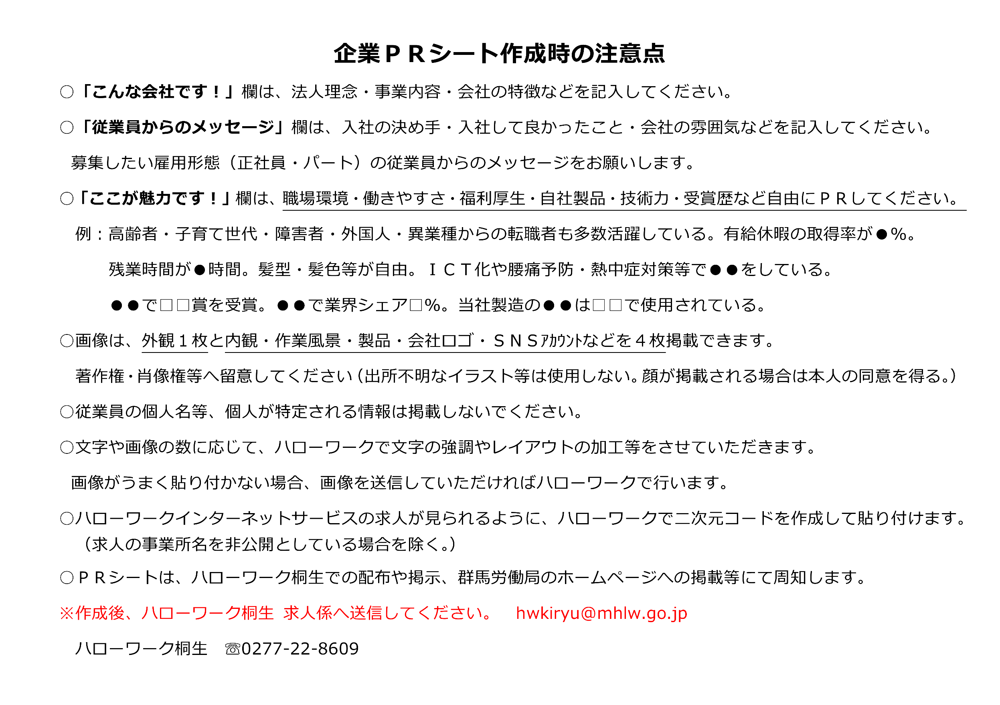 企業ＰＲシート作成時の注意点
○「こんな会社です！」欄は、法人理念・事業内容・会社の特徴などを記入してください。
○「従業員からのメッセージ」欄は、入社の決め手・入社して良かったこと・会社の雰囲気などを記入してください。
募集したい雇用形態（正社員・パート）の従業員からのメッセージをお願いします。
○「ここが魅力です！」欄は、職場環境・働きやすさ・福利厚生・自社製品・技術力・受賞歴など自由にＰＲしてください。
例：高齢者・子育て世代・障害者・外国人・異業種からの転職者も多数活躍している。有給休暇の取得率が●％。
残業時間が●時間。髪型・髪色等が自由。ＩＣＴ化や腰痛予防・熱中症対策等で●●をしている。
●●で□□賞を受賞。●●で業界シェア□％。当社製造の●●は□□で使用されている。
○画像は、外観１枚と内観・作業風景・製品・会社ロゴ・ＳＮＳｱｶｳﾝﾄなどを４枚掲載できます。
著作権・肖像権等へ留意してください（出所不明なイラスト等は使用しない。顔が掲載される場合は本人の同意を得る。）
○従業員の個人名等、個人が特定される情報は掲載しないでください。
○文字や画像の数に応じて、ハローワークで文字の強調やレイアウトの加工等をさせていただきます。
画像がうまく貼り付かない場合、画像を送信していただければハローワークで行います。
○ハローワークインターネットサービスの求人が見られるように、ハローワークで二次元コードを作成して貼り付けます。
（求人の事業所名を非公開としている場合を除く。）
○ＰＲシートは、ハローワーク桐生での配布や掲示、群馬労働局のホームページへの掲載等にて周知します。
※作成後、ハローワーク桐生 求人係へ送信してください。　hwkiryu@mhlw.go.jp
ハローワーク桐生　☏0277-22-8609